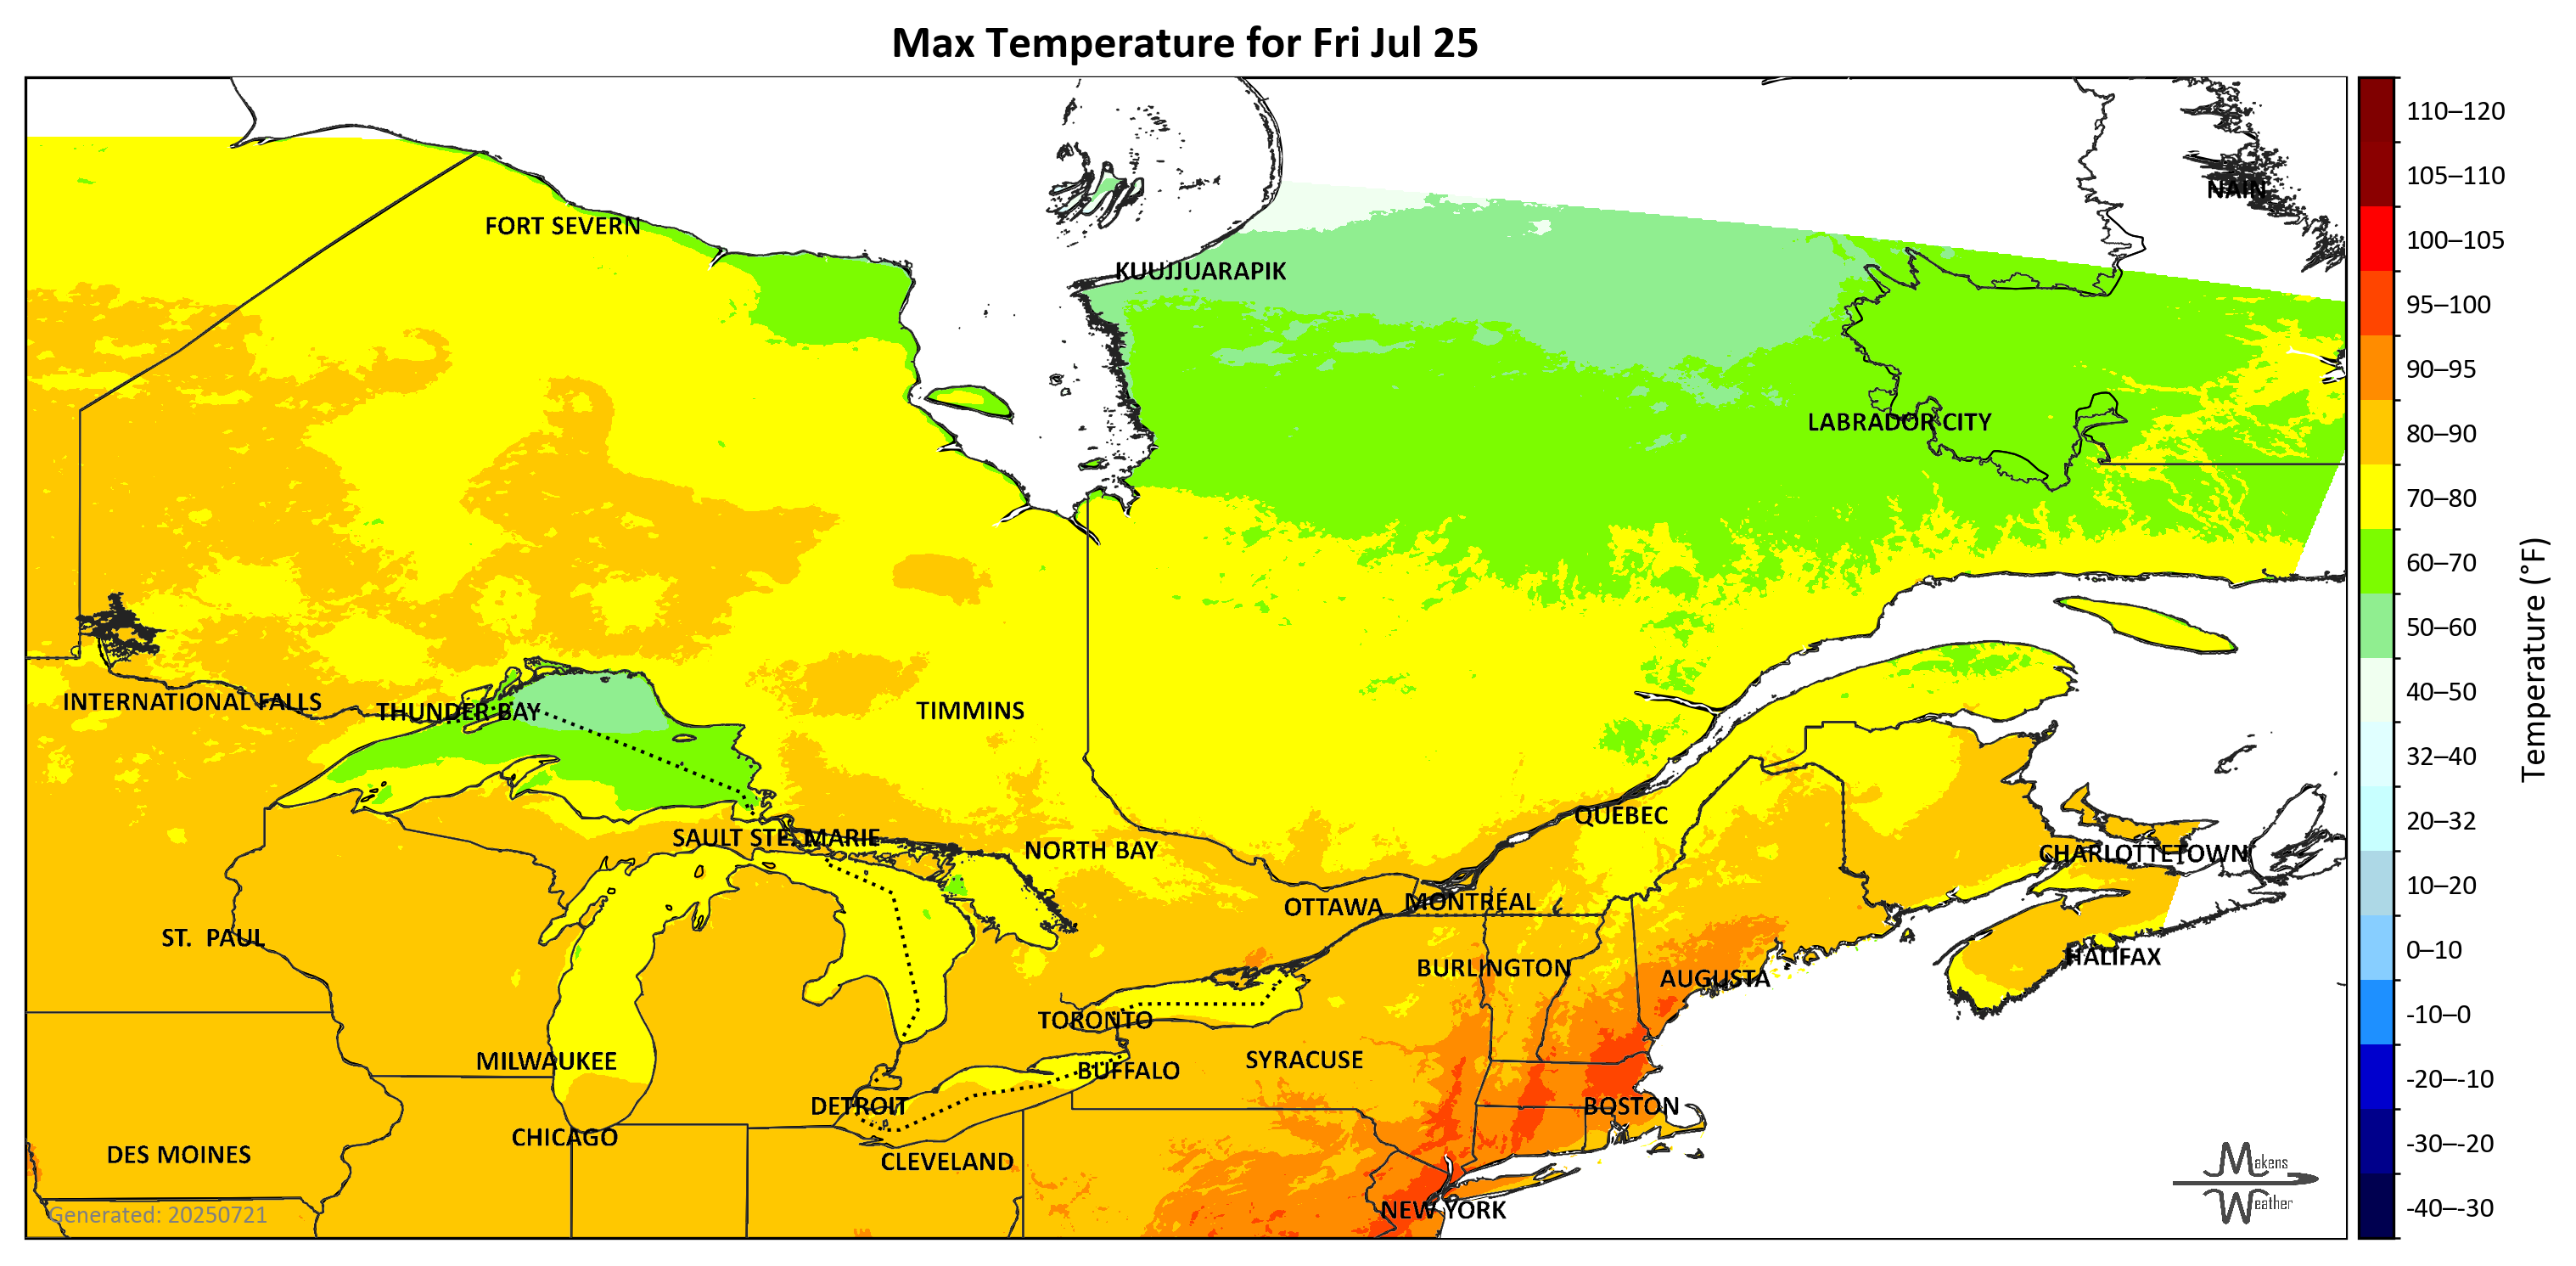 Max Temperature for Fri Jul 25
NAIN
FORT SEVERN
KUUJJUARAPIK
LABRADOR CITY
INTERNATIONAL FALLS
THUNDER BAY
TIMMINS
QUEBEC
SAULT STE. MARIE
NORTH BAY
CHARLOTTETOWN
OTTAWA
MONTRÉAL
ST. PAUL
HALIFAX
BURLINGTON
AUGUSTA
TORONTO
MILWAUKEE
SYRACUSE
BUFFALO
DETROIT
BOSTON
CHICAGO
DES MOINES
CLEVELAND
NEW YORK
Generated: 20250721
Makens
Weather
110–120
105–110
100–105
95–100
90–95
80–90
70–80
60–70
50–60
40–50
32–40
20–32
10–20
0–10
-10–0
-20–-10
-30–-20
-40–-30
Temperature (°F)